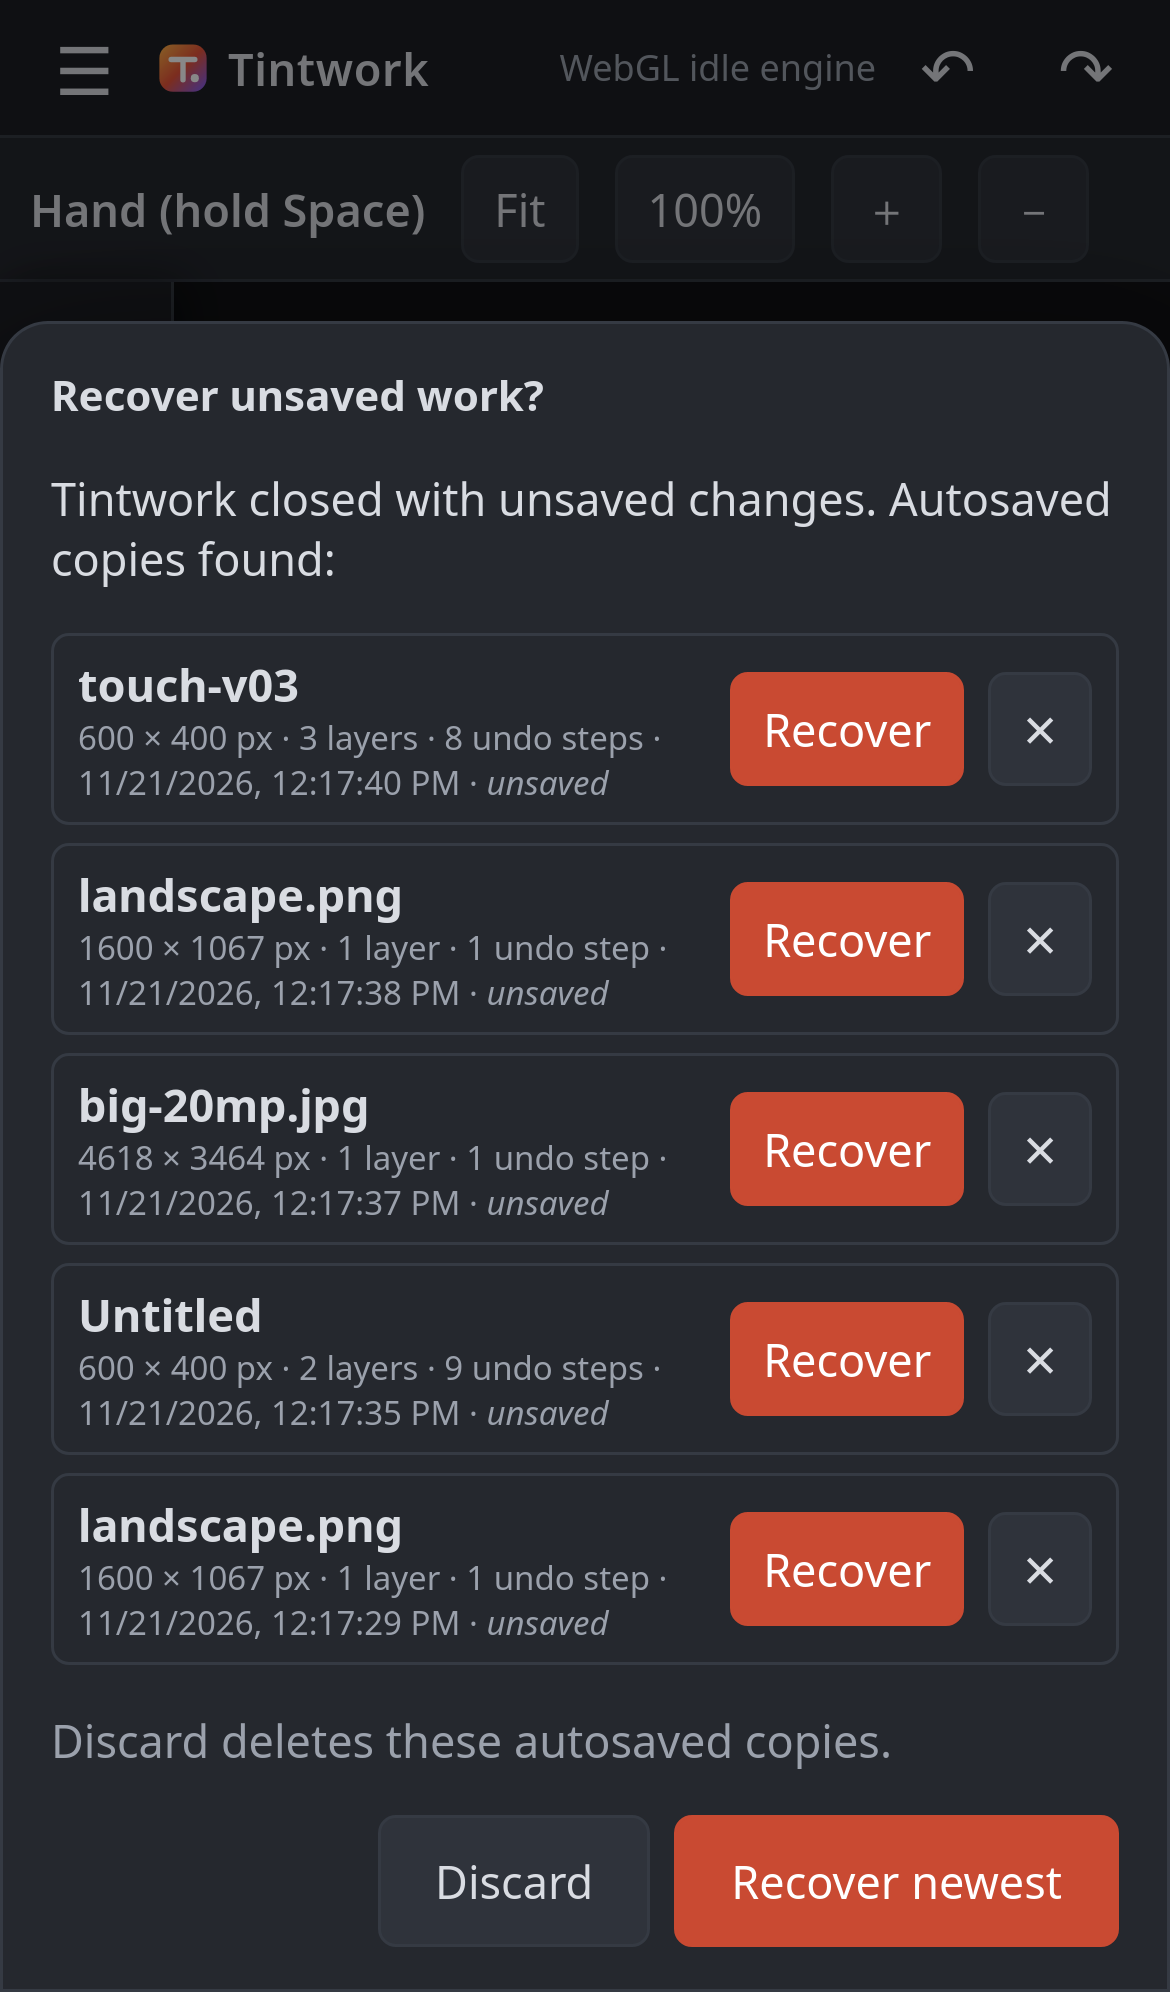 ☰ T. Tintwork WebGL idle engine ↶ ↷
Hand (hold Space) Fit 100% + −
Recover unsaved work?
Tintwork closed with unsaved changes. Autosaved
copies found:
touch-v03
600 × 400 px · 3 layers · 8 undo steps ·
11/21/2026, 12:17:40 PM · unsaved
Recover ✕
landscape.png
1600 × 1067 px · 1 layer · 1 undo step ·
11/21/2026, 12:17:38 PM · unsaved
Recover ✕
big-20mp.jpg
4618 × 3464 px · 1 layer · 1 undo step ·
11/21/2026, 12:17:37 PM · unsaved
Recover ✕
Untitled
600 × 400 px · 2 layers · 9 undo steps ·
11/21/2026, 12:17:35 PM · unsaved
Recover ✕
landscape.png
1600 × 1067 px · 1 layer · 1 undo step ·
11/21/2026, 12:17:29 PM · unsaved
Recover ✕
Discard deletes these autosaved copies.
Discard Recover newest